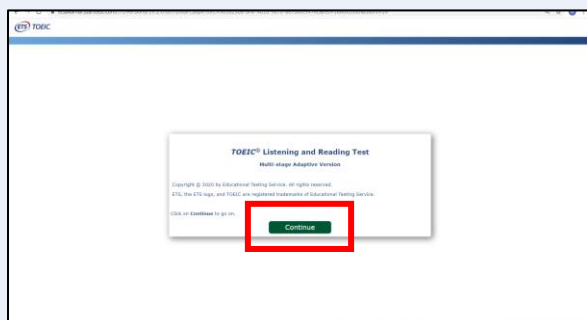 ETS TOEIC
TOEIC® Listening and Reading Test
Multi-stage Adaptive Version
Copyright © 2020 by Educational Testing Service. All rights reserved.
ETS, the ETS logo, and TOEIC are registered trademarks of Educational Testing Service.
Click on Continue to go on.
Continue